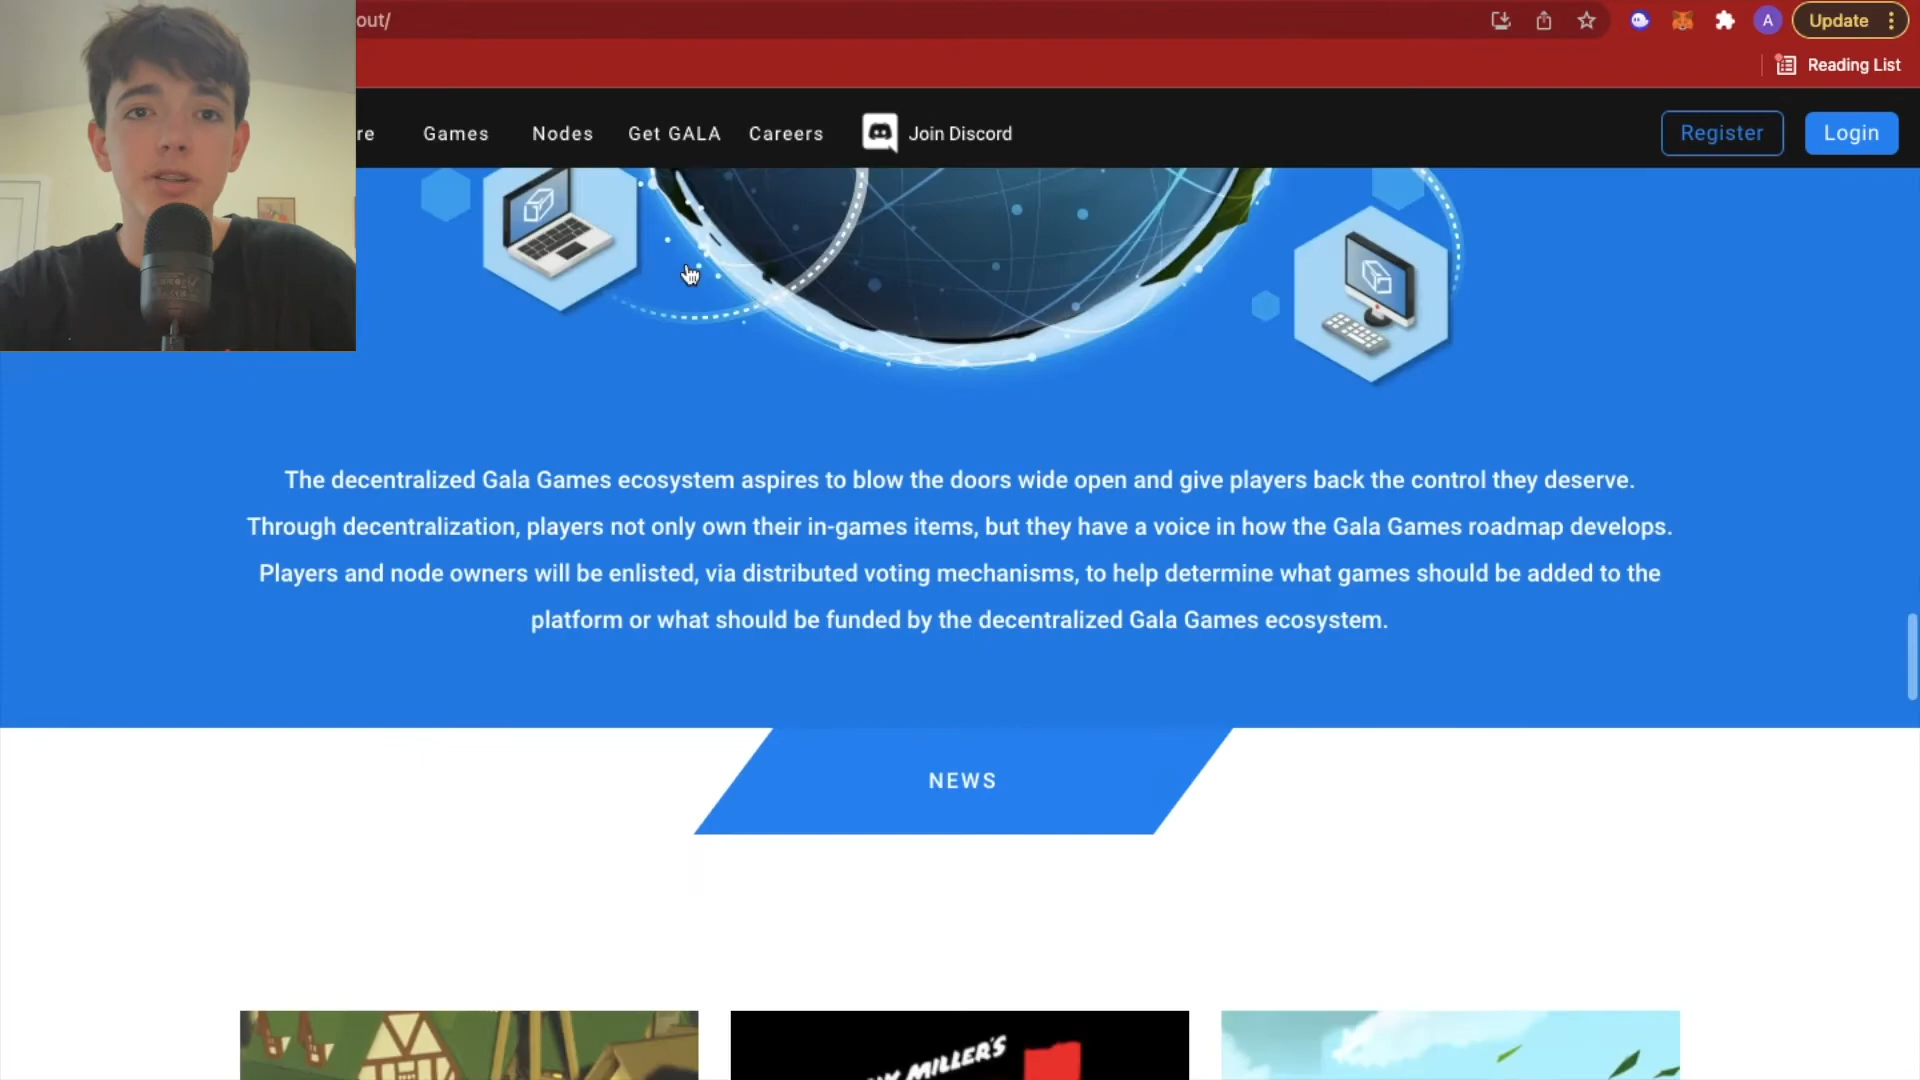 out/
Update
Reading List
re Games Nodes Get GALA Careers Join Discord Register Login
The decentralized Gala Games ecosystem aspires to blow the doors wide open and give players back the control they deserve.
Through decentralization, players not only own their in-games items, but they have a voice in how the Gala Games roadmap develops.
Players and node owners will be enlisted, via distributed voting mechanisms, to help determine what games should be added to the
platform or what should be funded by the decentralized Gala Games ecosystem.
NEWS
MILLER'S